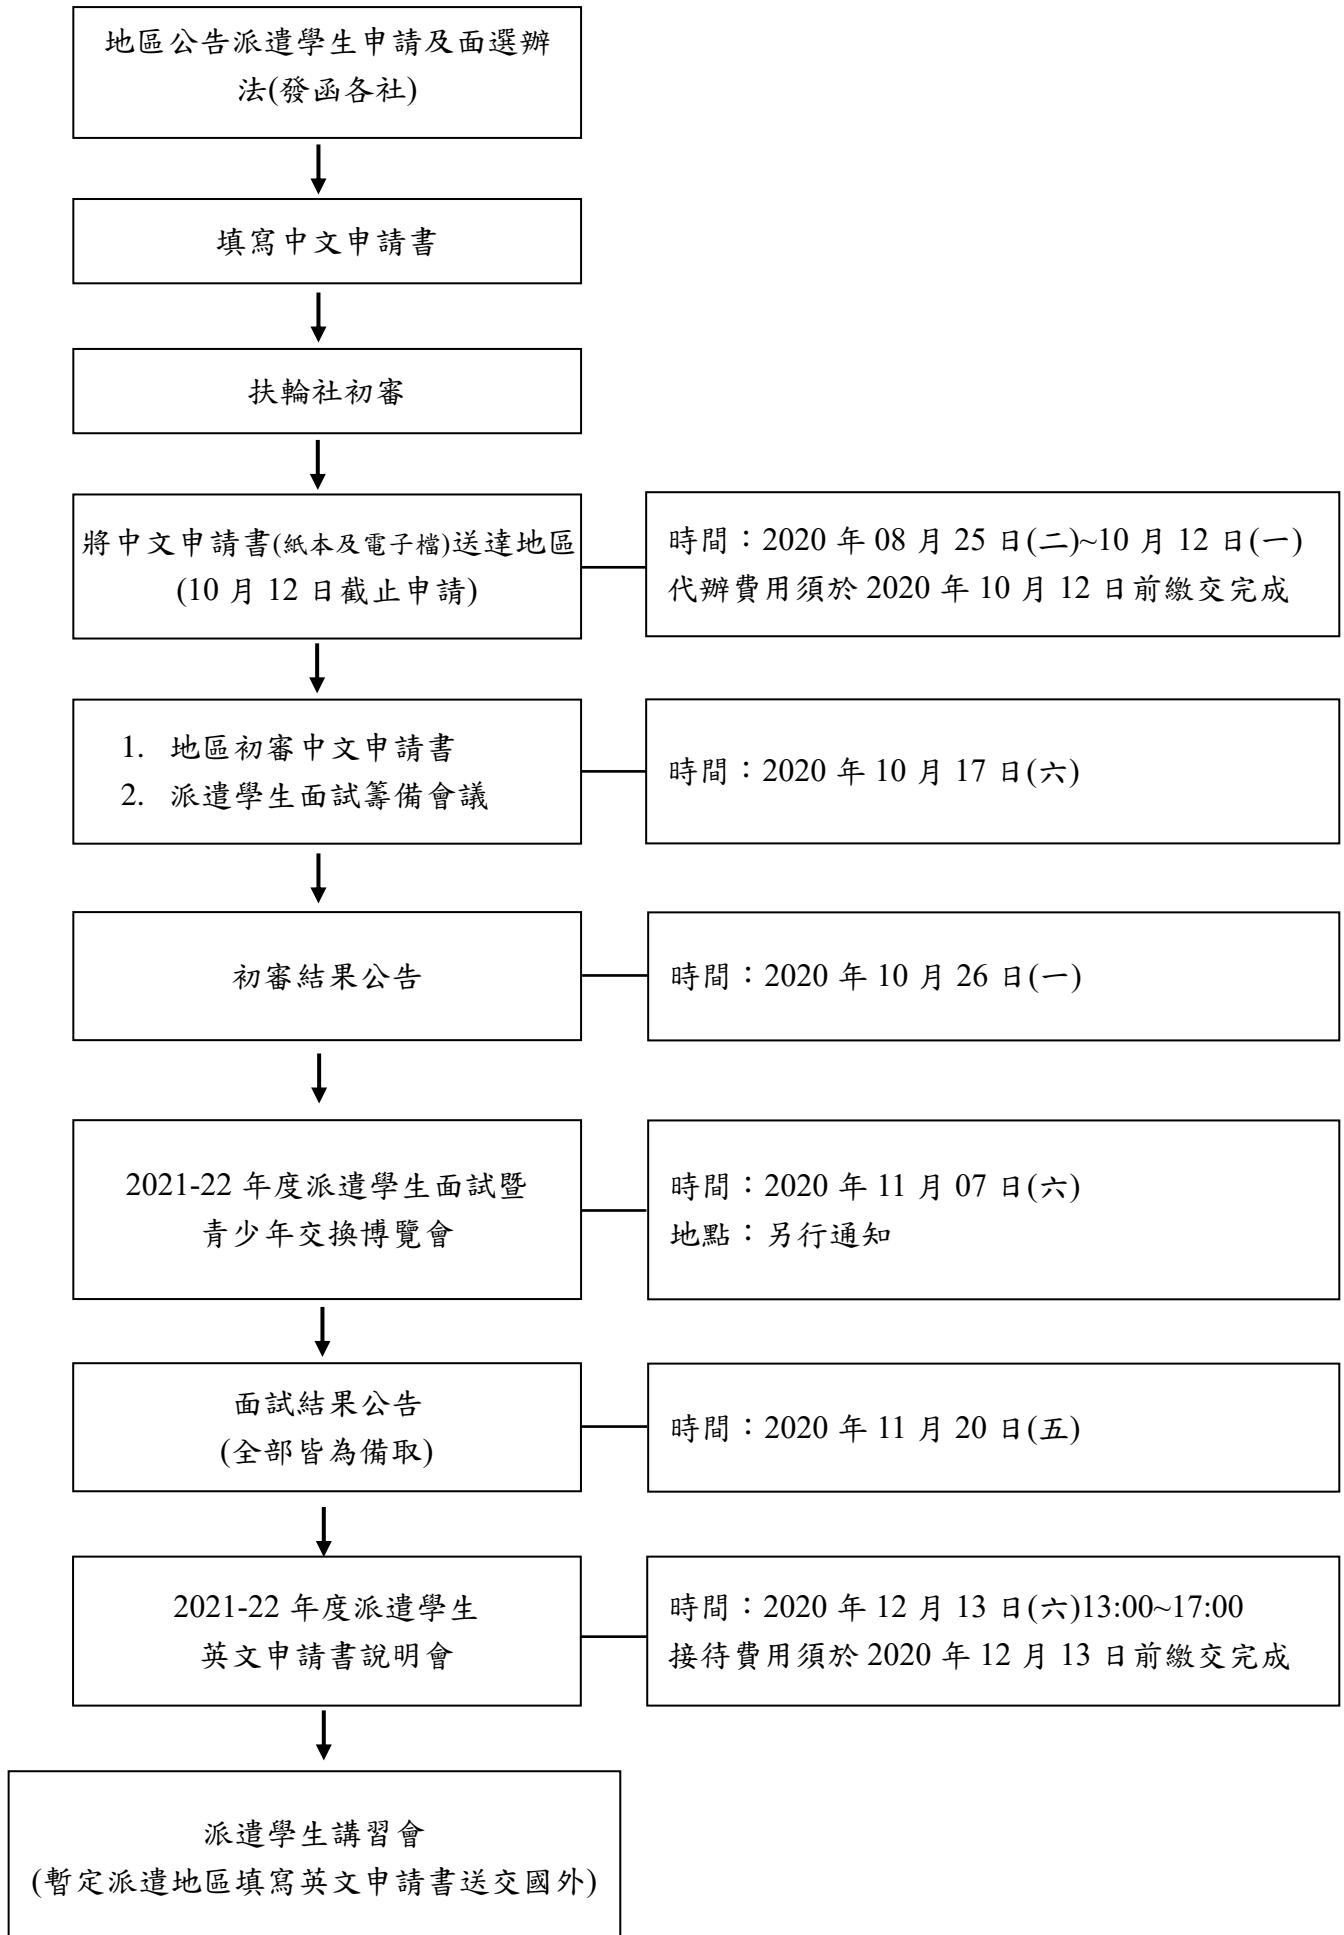 地區公告派遣學生申請及面選辦
法(發函各社)
填寫中文申請書
扶輪社初審
將中文申請書(紙本及電子檔)送達地區
(10 月 12 日截止申請)
時間：2020 年 08 月 25 日(二)~10 月 12 日(一)
代辦費用須於 2020 年 10 月 12 日前繳交完成
1. 地區初審中文申請書
2. 派遣學生面試籌備會議
時間：2020 年 10 月 17 日(六)
初審結果公告
時間：2020 年 10 月 26 日(一)
2021-22 年度派遣學生面試暨
青少年交換博覽會
時間：2020 年 11 月 07 日(六)
地點：另行通知
面試結果公告
(全部皆為備取)
時間：2020 年 11 月 20 日(五)
2021-22 年度派遣學生
英文申請書說明會
時間：2020 年 12 月 13 日(六)13:00~17:00
接待費用須於 2020 年 12 月 13 日前繳交完成
派遣學生講習會
(暫定派遣地區填寫英文申請書送交國外)